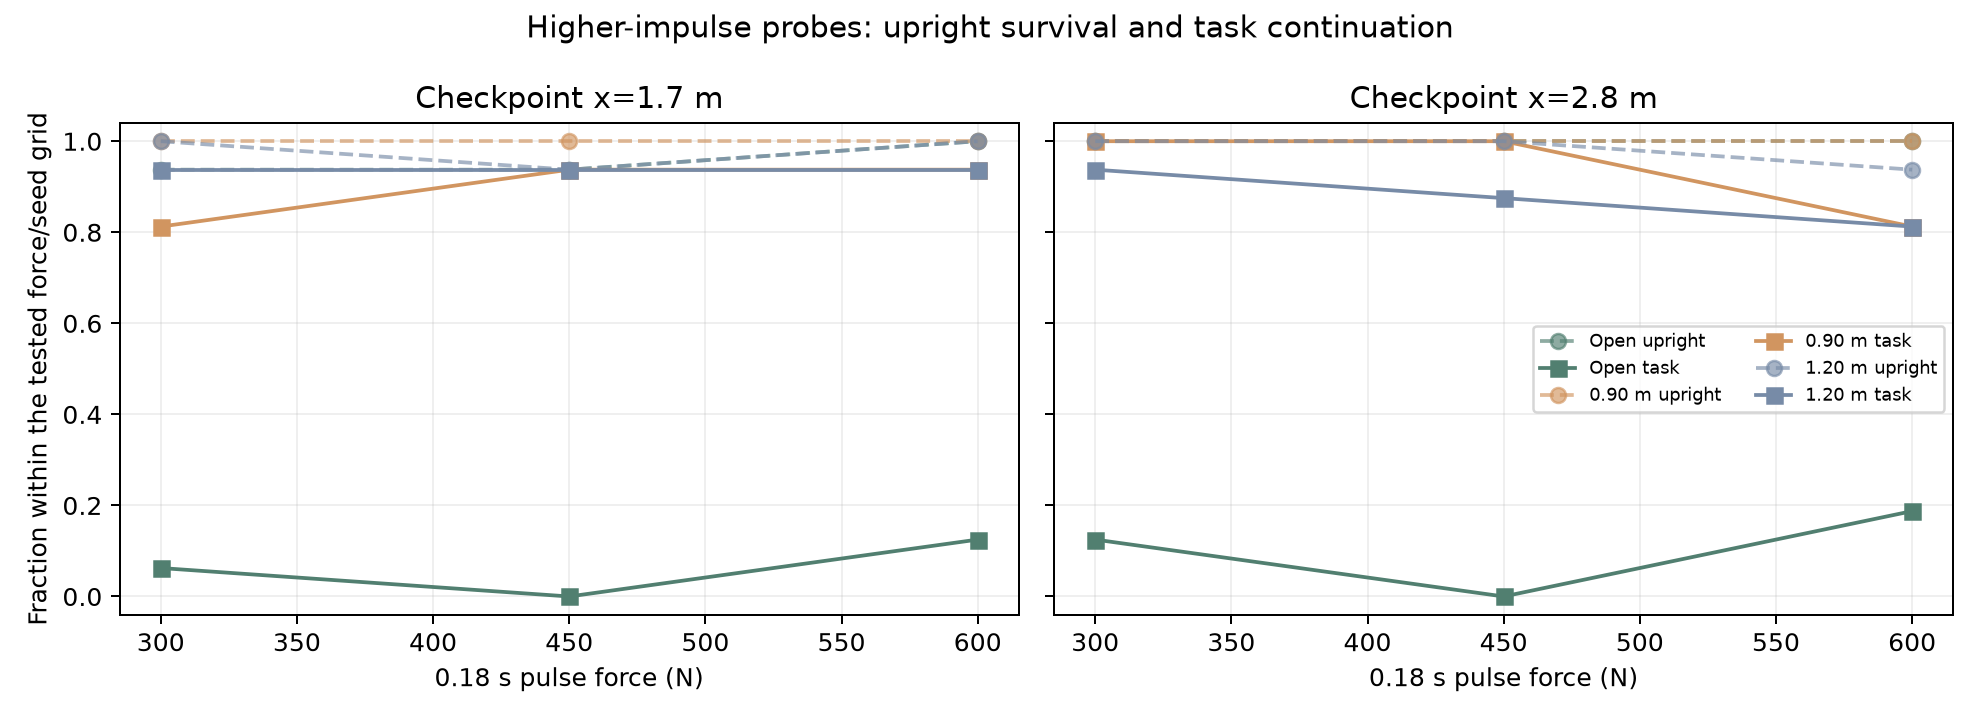 Higher-impulse probes: upright survival and task continuation
Checkpoint x=1.7 m
Checkpoint x=2.8 m
Fraction within the tested force/seed grid
1.0
0.8
0.6
0.4
0.2
0.0
300 350 400 450 500 550 600
0.18 s pulse force (N)
Open upright
Open task
0.90 m upright
0.90 m task
1.20 m upright
1.20 m task
300 350 400 450 500 550 600
0.18 s pulse force (N)